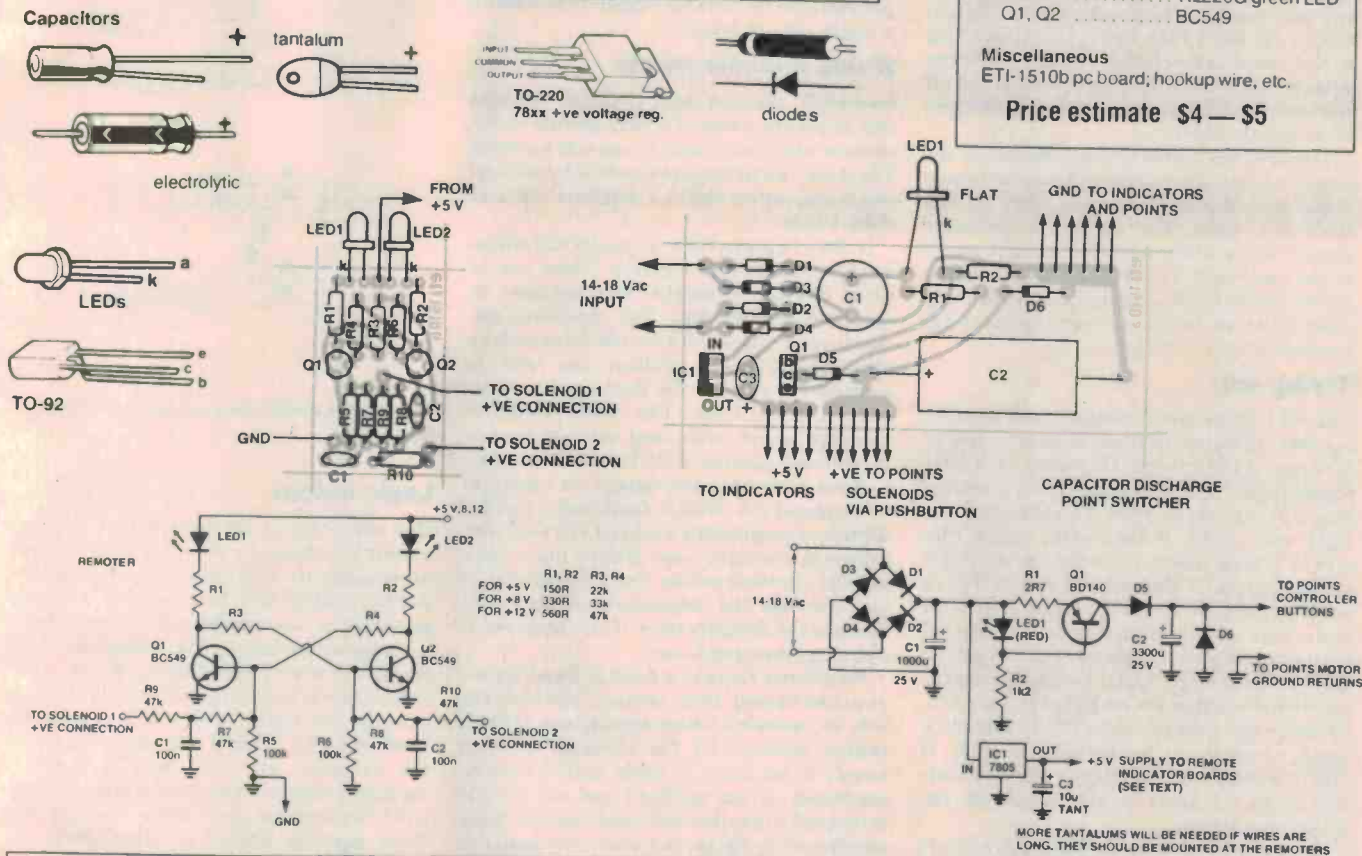 Capacitors
+
tantalum
+
+
electrolytic
INPUT
COMMON
OUTPUT
TO-220
78xx +ve voltage reg.
diodes
green LED
Q1, Q2 ........... BC549
Miscellaneous
ETI-1510b pc board; hookup wire, etc.
Price estimate $4 — $5
a
k
LEDs
e
c
b
TO-92
FROM
+5 V
LED1
LED2
k
k
R1
R4
R3
R6
R2
Q1
Q2
R5
R7
R9
R8
C2
TO SOLENOID 1
+VE CONNECTION
GND
TO SOLENOID 2
+VE CONNECTION
C1
R10
LED1
FLAT
k
GND TO INDICATORS
AND POINTS
14-18 Vac
INPUT
D1
D3
D2
D4
+
C1
R2
R1
D6
IN
IC1
OUT
C3
+
Q1
b
c
e
D5
+
C2
+5 V
TO INDICATORS
+VE TO POINTS
SOLENOIDS
VIA PUSHBUTTON
CAPACITOR DISCHARGE
POINT SWITCHER
REMOTER
+5 V,8,12
LED1
LED2
R1
R2
R3
R4
R1, R2 R3, R4
FOR +5 V 150R 22k
FOR +8 V 330R 33k
FOR +12 V 560R 47k
Q1
BC549
Q2
BC549
R9
47k
R10
47k
TO SOLENOID 1
+VE CONNECTION
C1
100n
R7
47k
R5
100k
R6
100k
R8
47k
C2
100n
TO SOLENOID 2
+VE CONNECTION
GND
14-18 Vac
D3
D1
D4
D2
+
C1
1000u
25 V
R1
2R7
Q1
BD140
D5
LED1
(RED)
R2
1k2
+
C2
3300u
25 V
D6
TO POINTS
CONTROLLER
BUTTONS
TO POINTS MOTOR
GROUND RETURNS
IN
IC1
7805
OUT
+5 V SUPPLY TO REMOTE
INDICATOR BOARDS
(SEE TEXT)
+
C3
10u
TANT
MORE TANTALUMS WILL BE NEEDED IF WIRES ARE
LONG. THEY SHOULD BE MOUNTED AT THE REMOTERS